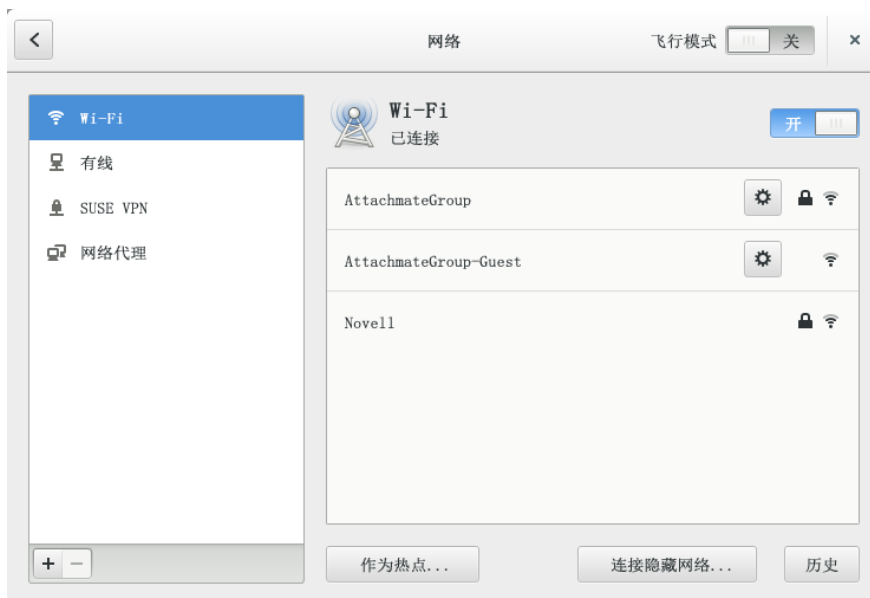 网络
飞行模式 关
Wi-Fi
有线
SUSE VPN
网络代理
Wi-Fi
已连接
开
AttachmateGroup
AttachmateGroup-Guest
Novell
作为热点...
连接隐藏网络...
历史